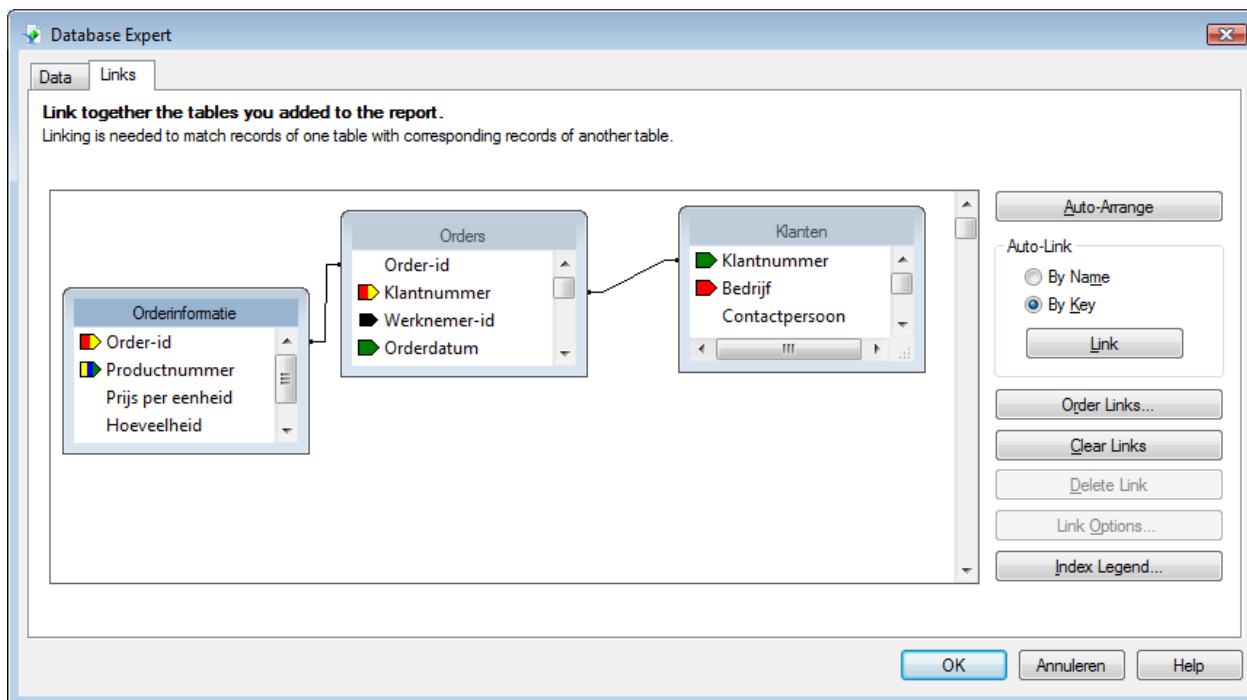 Database Expert
Data
Links
Link together the tables you added to the report.
Linking is needed to match records of one table with corresponding records of another table.
Orderinformatie
Order-id
Productnummer
Prijs per eenheid
Hoeveelheid
Orders
Order-id
Klantnummer
Werknemer-id
Orderdatum
Klanten
Klantnummer
Bedrijf
Contactpersoon
Auto-Arrange
Auto-Link
By Name
By Key
Link
Order Links...
Clear Links
Delete Link
Link Options...
Index Legend...
OK
Annuleren
Help